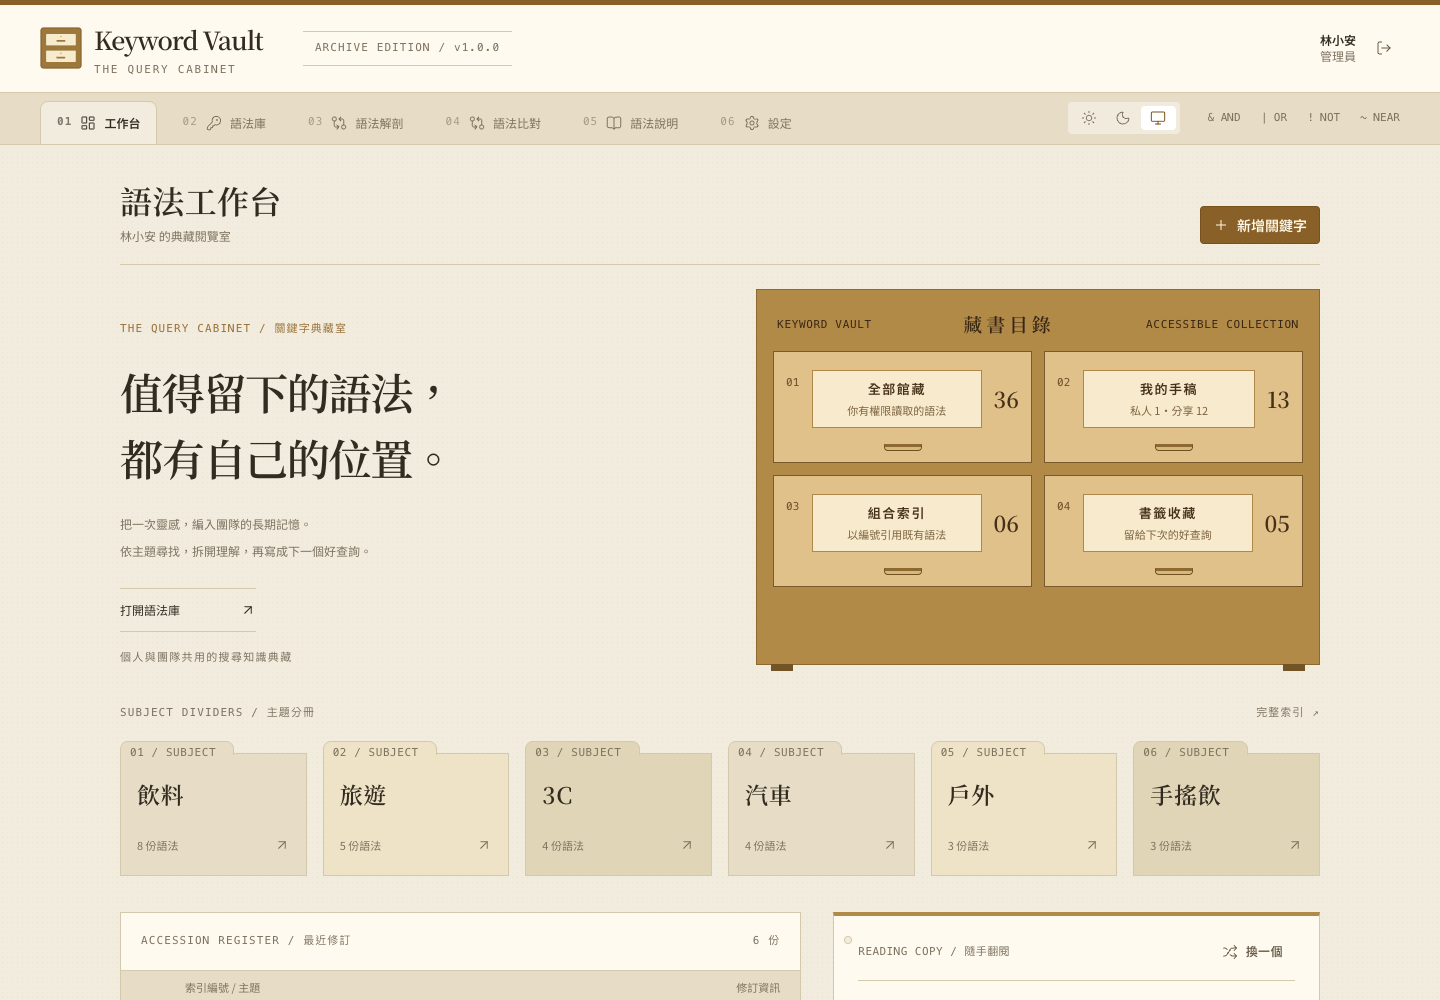 Keyword Vault
THE QUERY CABINET
ARCHIVE EDITION / v1.0.0
林小安
管理員
01 工作台
02 語法庫
03 語法解剖
04 語法比對
05 語法說明
06 設定
& AND
| OR
! NOT
~ NEAR
語法工作台
林小安 的典藏閱覽室
新增關鍵字
THE QUERY CABINET / 關鍵字典藏室
值得留下的語法，
都有自己的位置。
把一次靈感，編入團隊的長期記憶。
依主題尋找，拆開理解，再寫成下一個好查詢。
打開語法庫
個人與團隊共用的搜尋知識典藏
KEYWORD VAULT
藏書目錄
ACCESSIBLE COLLECTION
01
全部館藏
你有權限讀取的語法
36
02
我的手稿
私人 1・分享 12
13
03
組合索引
以編號引用既有語法
06
04
書籤收藏
留給下次的好查詢
05
SUBJECT DIVIDERS / 主題分冊
完整索引 ↗
01 / SUBJECT
飲料
8 份語法
02 / SUBJECT
旅遊
5 份語法
03 / SUBJECT
3C
4 份語法
04 / SUBJECT
汽車
4 份語法
05 / SUBJECT
戶外
3 份語法
06 / SUBJECT
手搖飲
3 份語法
ACCESSION REGISTER / 最近修訂
6 份
索引編號 / 主題
修訂資訊
READING COPY / 隨手翻閱
換一個